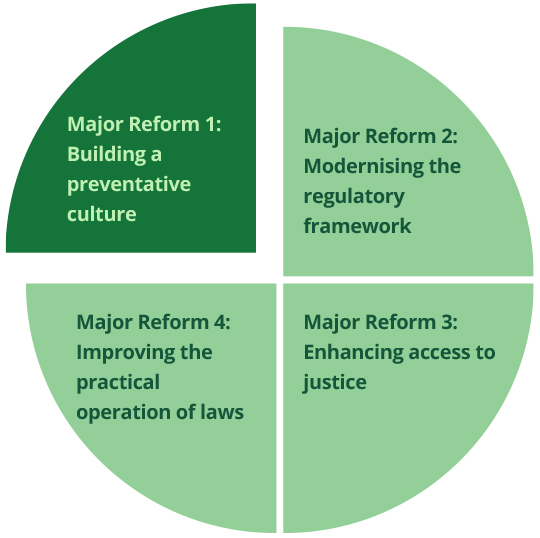 Major Reform 1:
Building a
preventative
culture
Major Reform 2:
Modernising the
regulatory
framework
Major Reform 4:
Improving the
practical
operation of laws
Major Reform 3:
Enhancing access to
justice